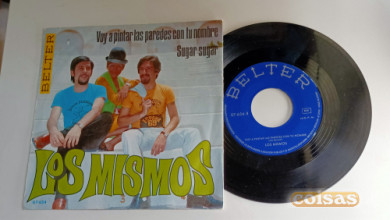 Voy a pintar las paredes con tu nombre
Sugar-sugar
BELTER
LOS MISMOS
BELTER
LOS MISMOS
coisas